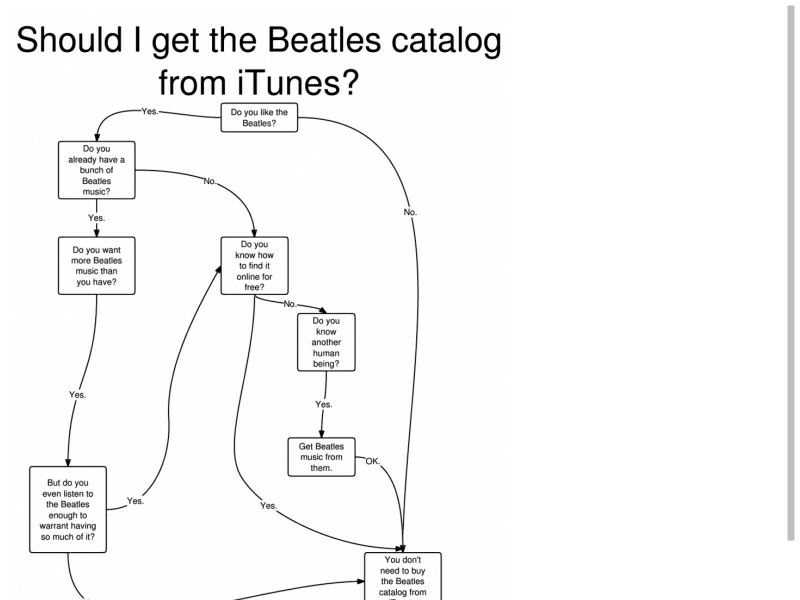 Should I get the Beatles catalog
from iTunes?
Do you like the
Beatles?
Yes.
No.
Do you
already have a
bunch of
Beatles
music?
No.
Yes.
Do you want
more Beatles
music than
you have?
Do you
know how
to find it
online for
free?
No.
Do you
know
another
human
being?
Yes.
Yes.
Get Beatles
music from
them.
OK.
But do you
even listen to
the Beatles
enough to
warrant having
so much of it?
Yes.
Yes.
You don't
need to buy
the Beatles
catalog from